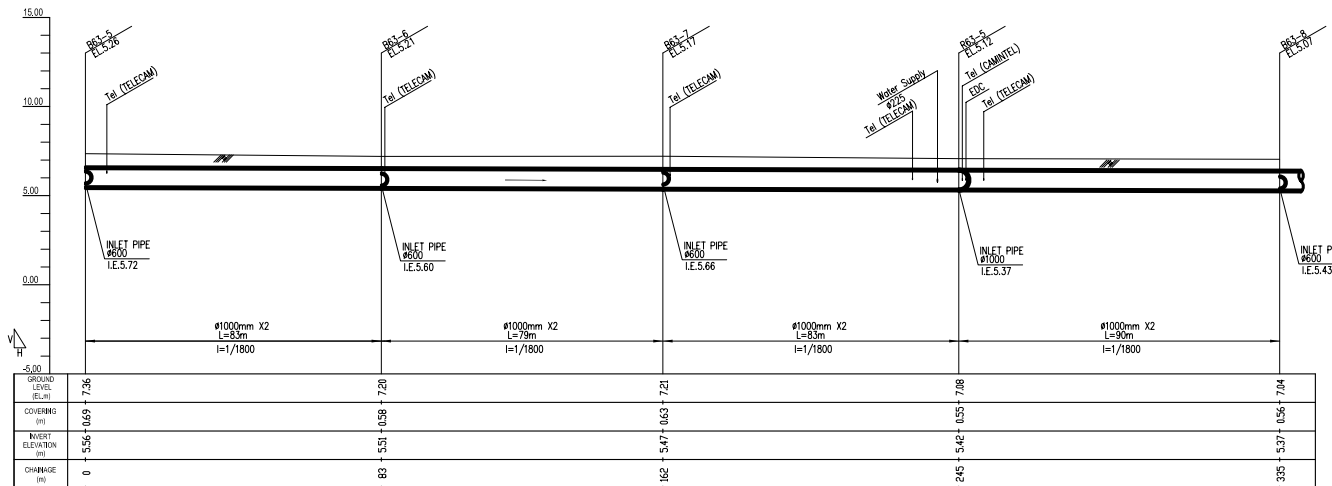 15.00
10.00
5.00
0.00
-5.00
V
H
R63-5
EL.5.26
Tel (TELECAM)
R63-6
EL.5.21
Tel (TELECAM)
R63-7
EL.5.17
Tel (TELECAM)
Water Supply
ø225
Tel (TELECAM)
R63-5
EL.5.12
Tel (CAMINTEL)
EDC
Tel (TELECAM)
R63-8
EL.5.07
INLET PIPE
ø600
I.E.5.72
INLET PIPE
ø600
I.E.5.60
INLET PIPE
ø600
I.E.5.66
INLET PIPE
ø1000
I.E.5.37
INLET P
ø600
I.E.5.43
ø1000mm X2
L=83m
I=1/1800
ø1000mm X2
L=79m
I=1/1800
ø1000mm X2
L=83m
I=1/1800
ø1000mm X2
L=90m
I=1/1800
GROUND
LEVEL
(EL.m)
7.36 7.20 7.21 7.08 7.04
COVERING
(m)
0.69 0.58 0.63 0.55 0.56
INVERT
ELEVATION
(m)
5.56 5.51 5.47 5.42 5.37
CHAINAGE
(m)
0 83 162 245 335